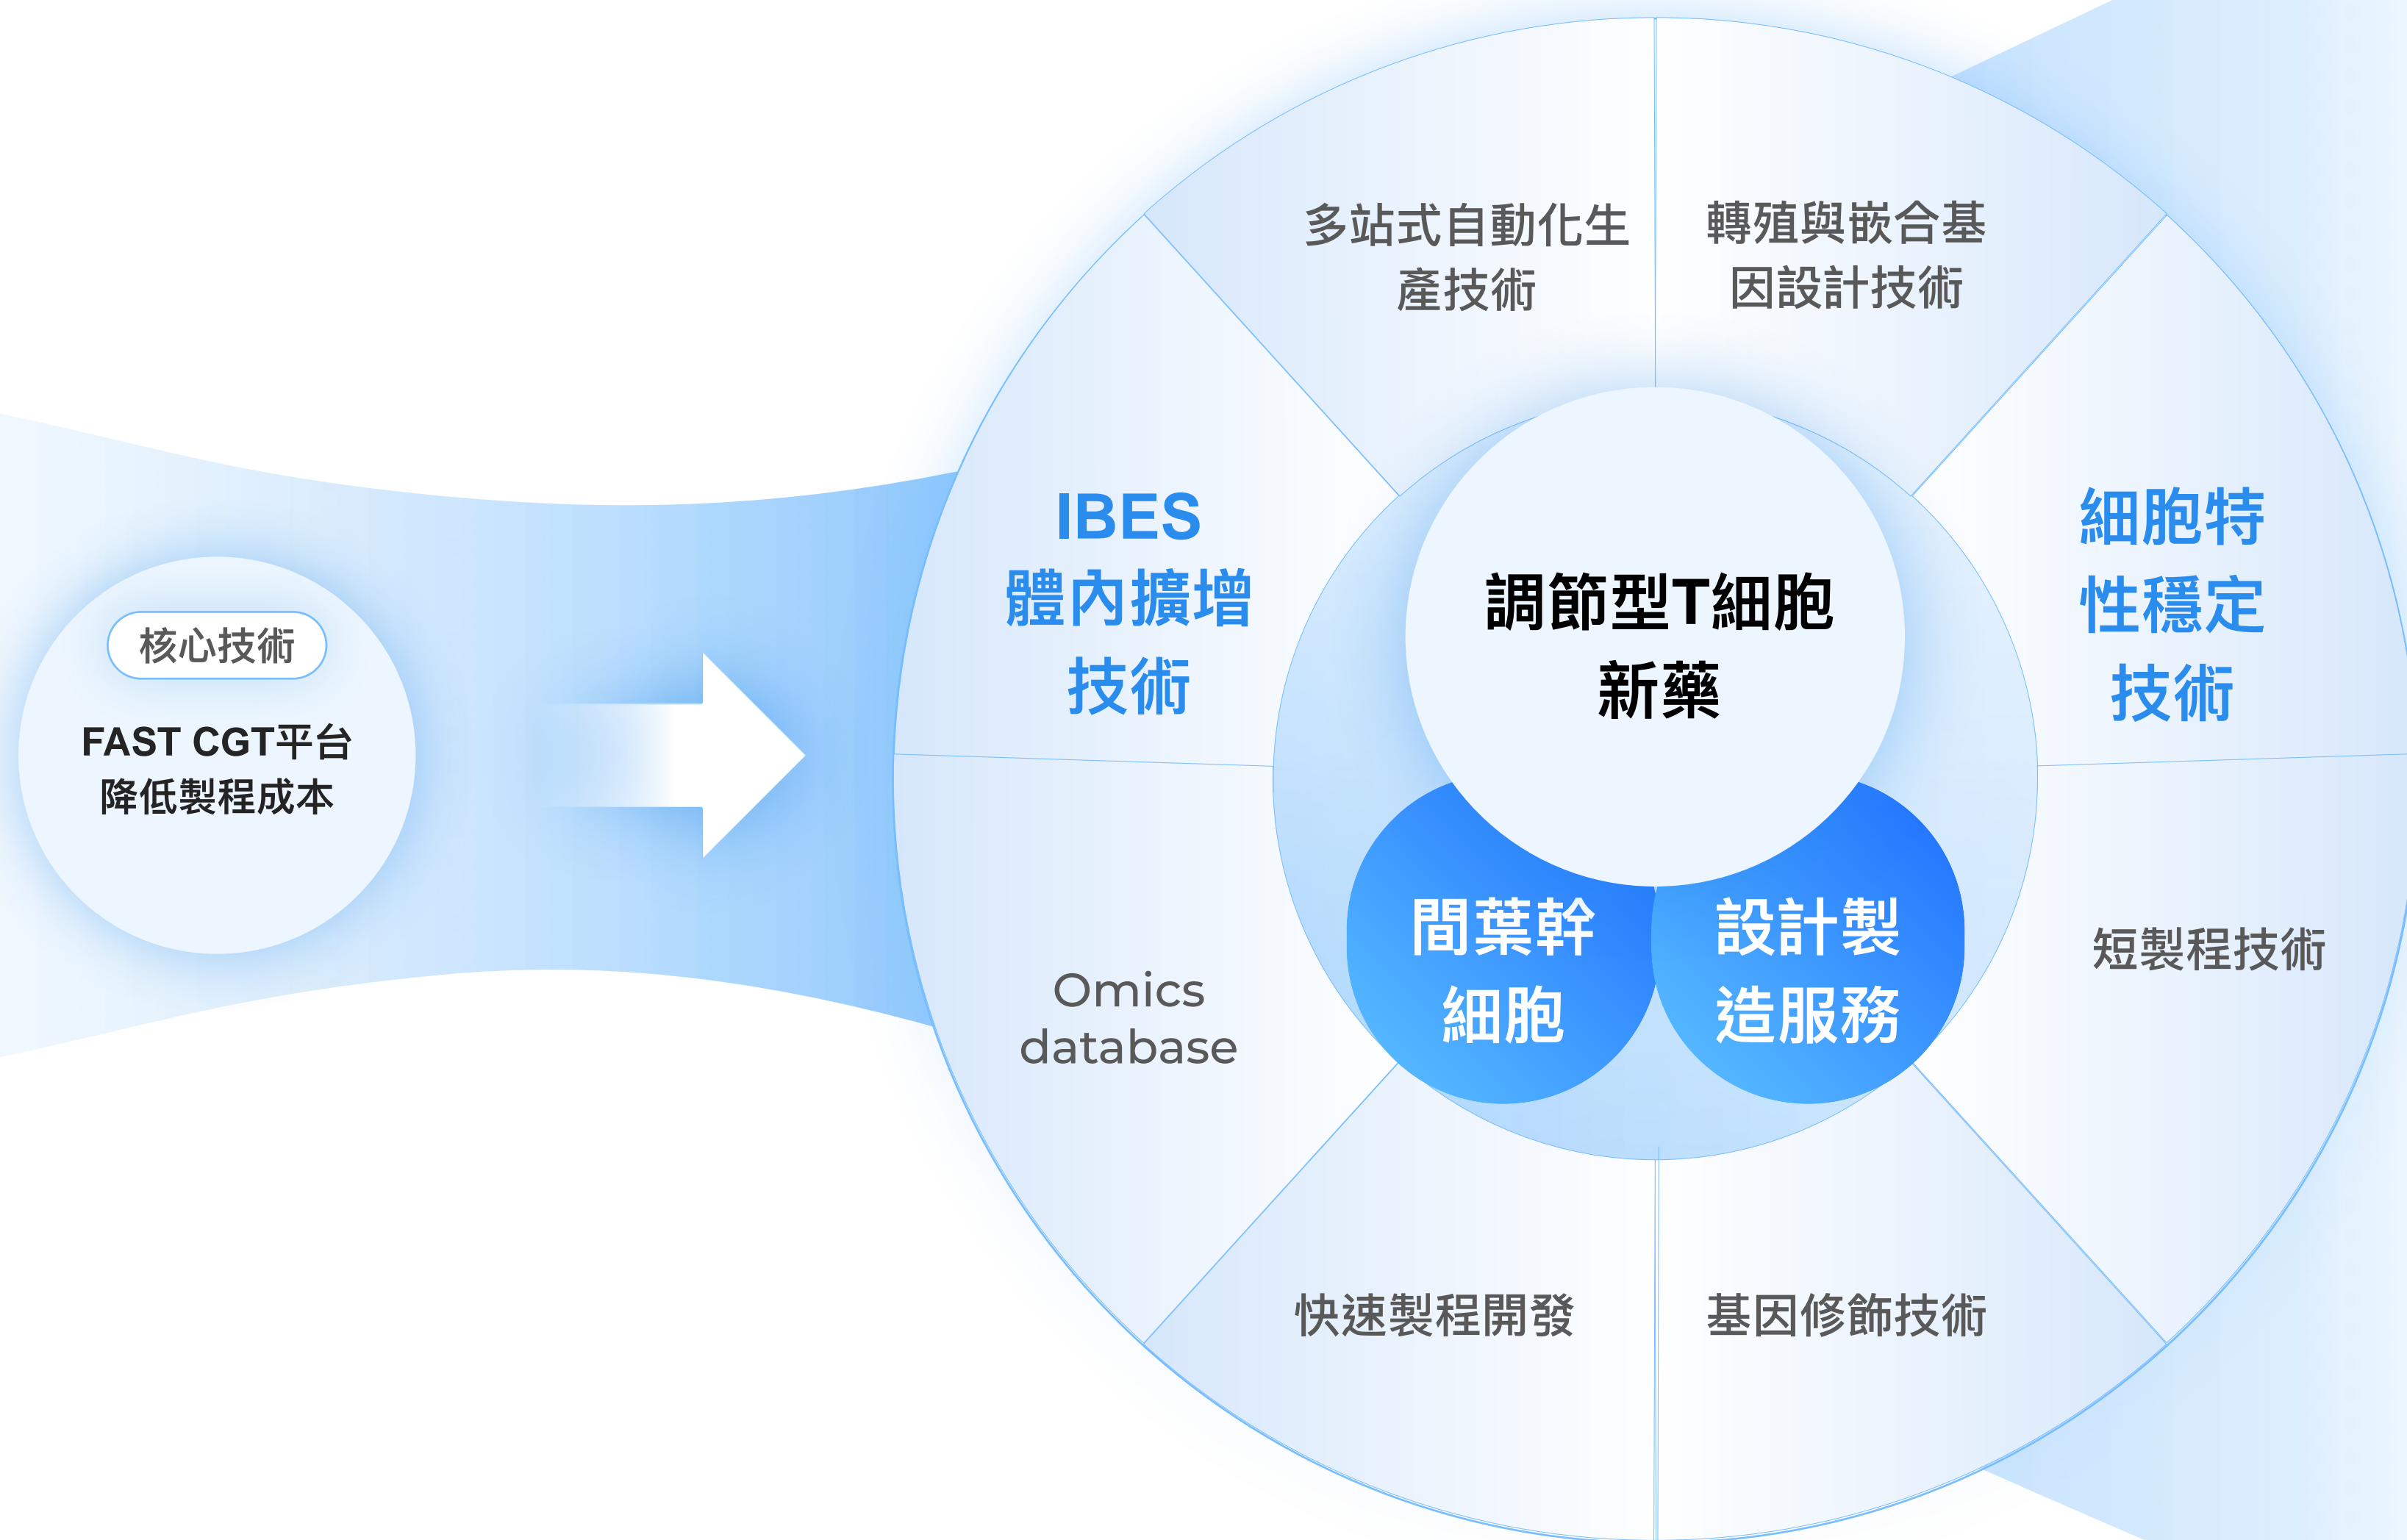 核心技術
FAST CGT平台
降低製程成本
多站式自動化生
產技術
轉殖與嵌合基
因設計技術
IBES
體內擴增
技術
細胞特
性穩定
技術
調節型T細胞
新藥
間葉幹
細胞
設計製
造服務
Omics
database
短製程技術
快速製程開發
基因修飾技術